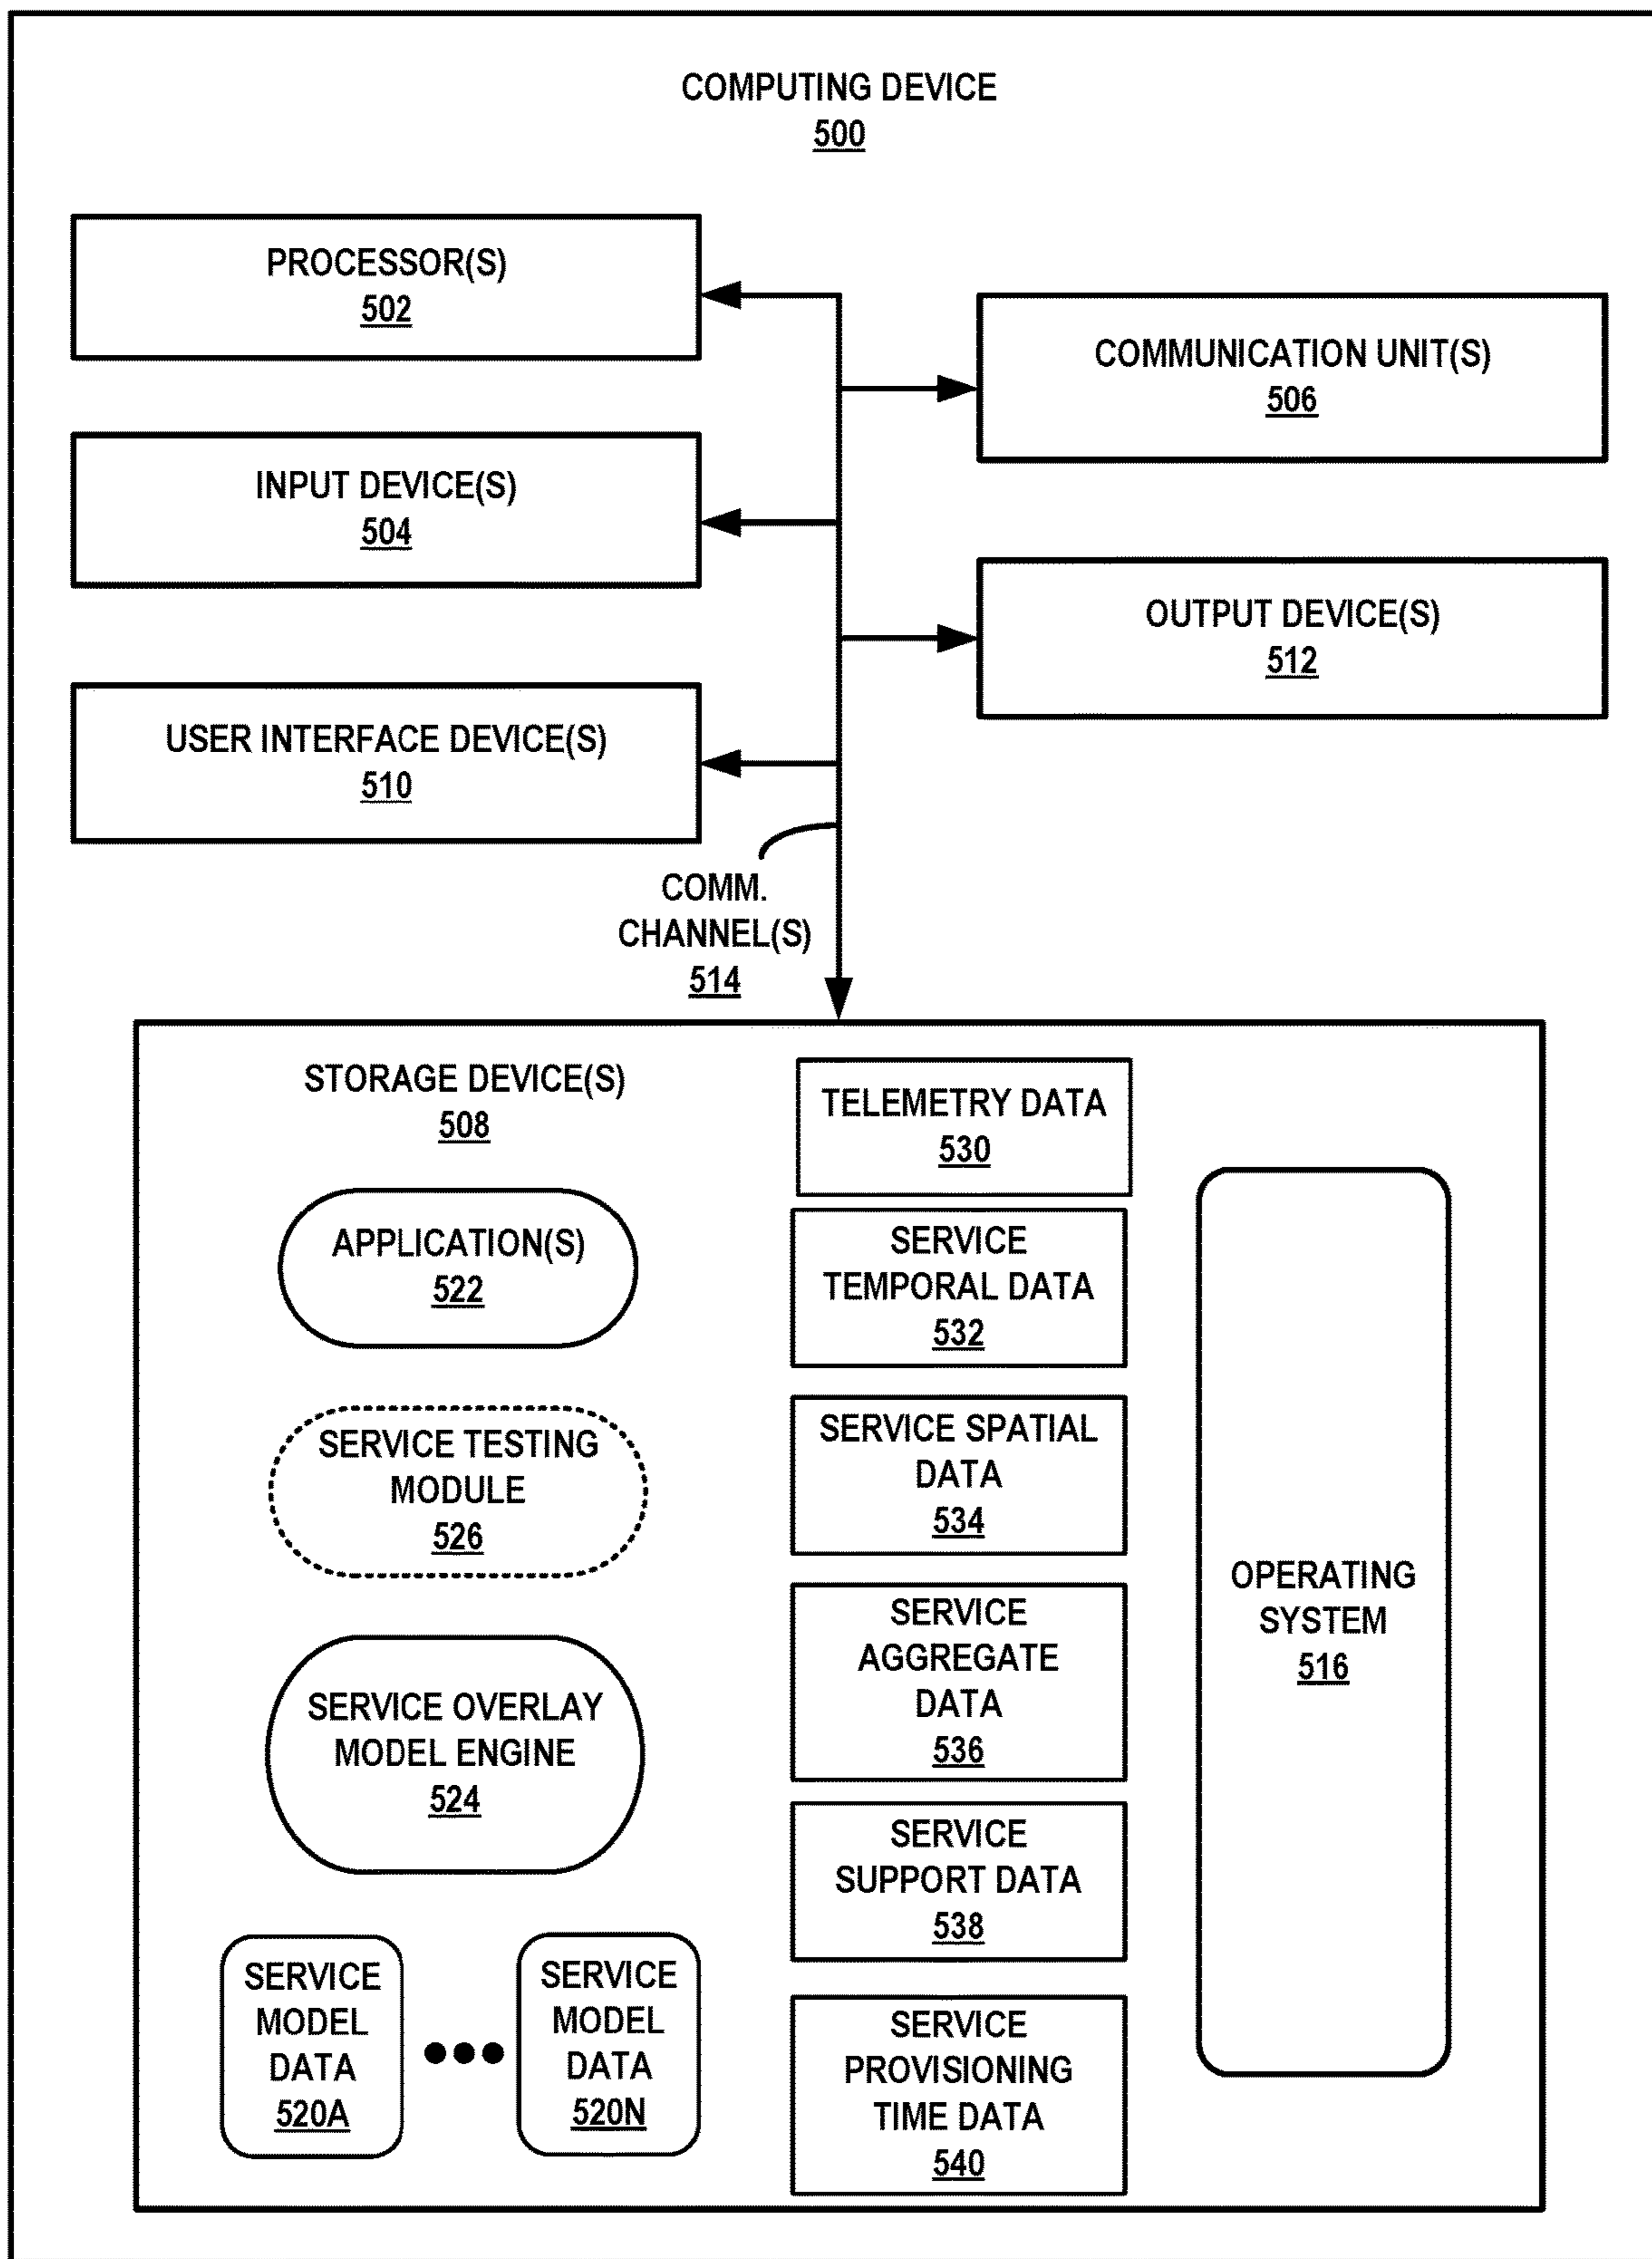 COMPUTING DEVICE
500
PROCESSOR(S)
502
COMMUNICATION UNIT(S)
506
INPUT DEVICE(S)
504
OUTPUT DEVICE(S)
512
USER INTERFACE DEVICE(S)
510
COMM.
CHANNEL(S)
514
STORAGE DEVICE(S)
508
APPLICATION(S)
522
SERVICE TESTING
MODULE
526
SERVICE OVERLAY
MODEL ENGINE
524
SERVICE
MODEL
DATA
520A
SERVICE
MODEL
DATA
520N
TELEMETRY DATA
530
SERVICE
TEMPORAL DATA
532
SERVICE SPATIAL
DATA
534
SERVICE
AGGREGATE
DATA
536
SERVICE
SUPPORT DATA
538
SERVICE
PROVISIONING
TIME DATA
540
OPERATING
SYSTEM
516